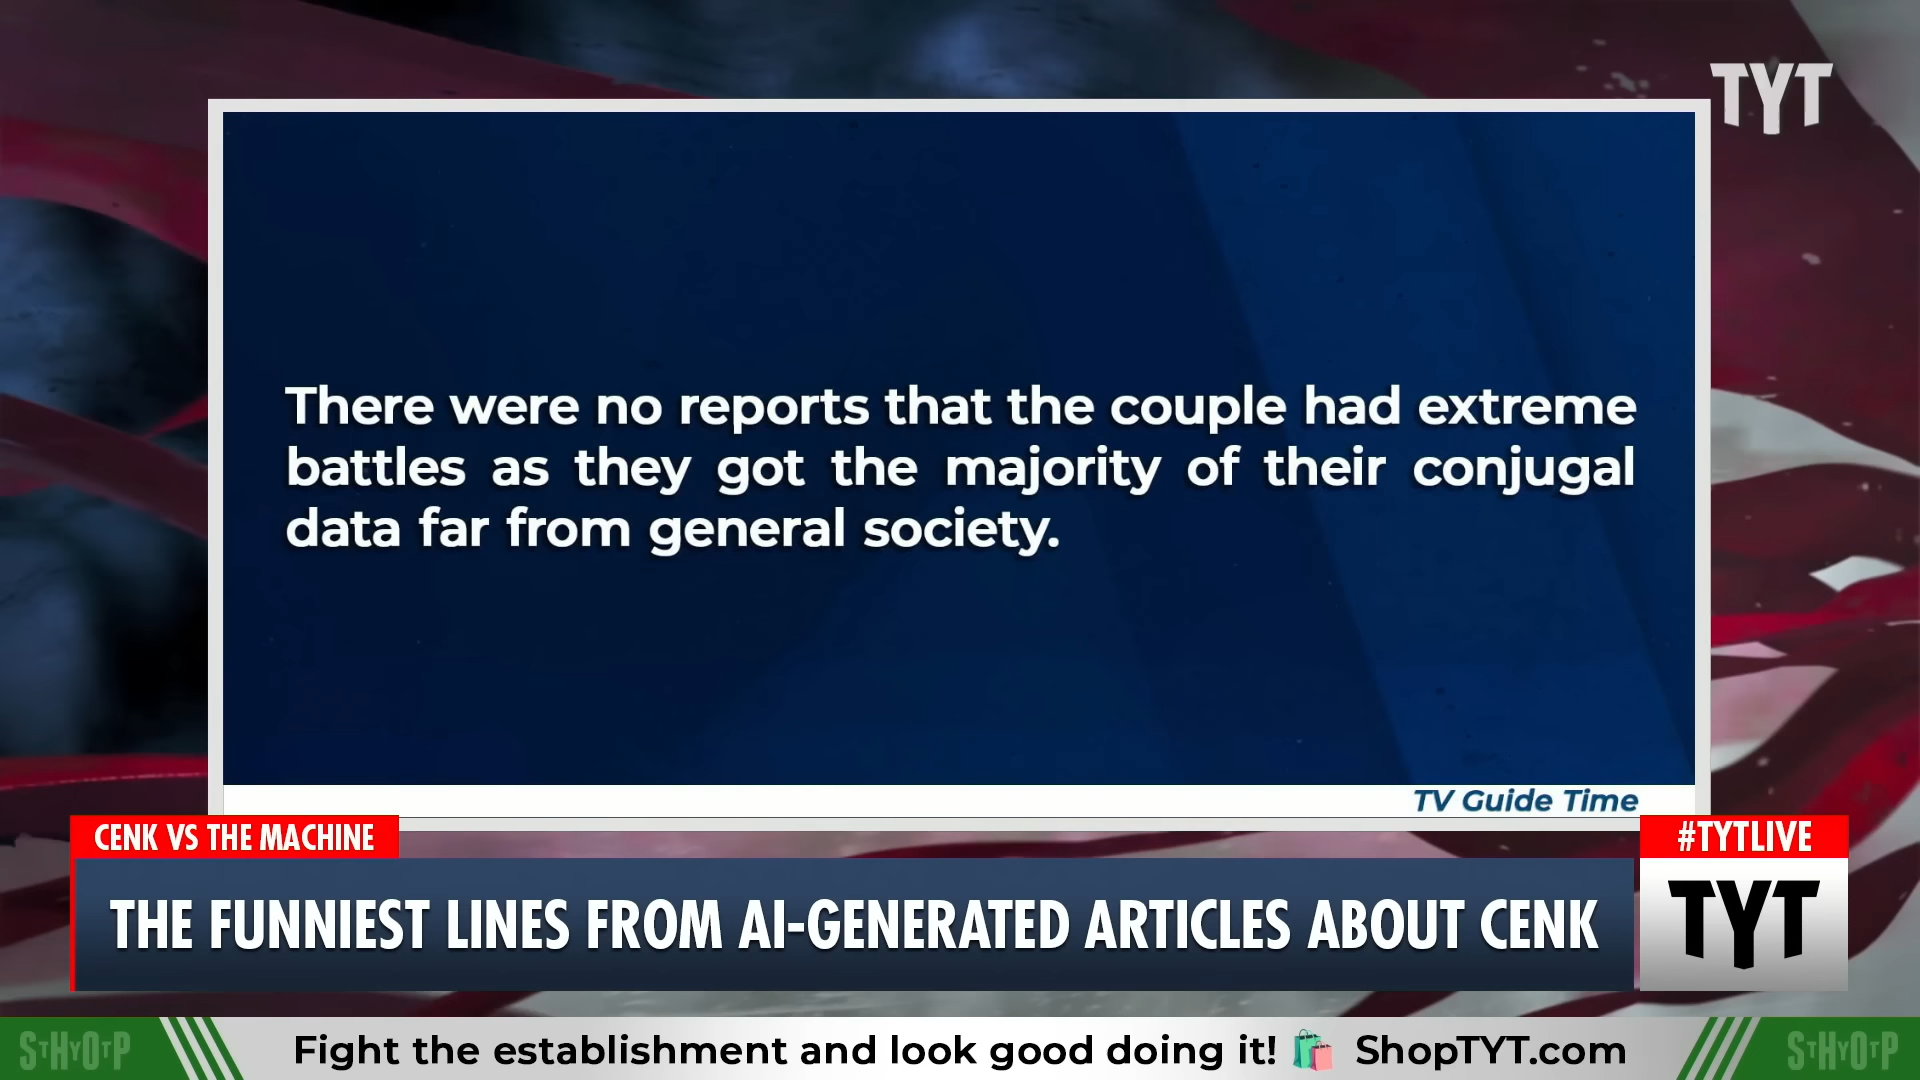 TYT
There were no reports that the couple had extreme
battles as they got the majority of their conjugal
data far from general society.
TV Guide Time
CENK VS THE MACHINE
#TYTLIVE
THE FUNNIEST LINES FROM AI-GENERATED ARTICLES ABOUT CENK
TYT
STHYOTP
Fight the establishment and look good doing it! ShopTYT.com
STHYOTP